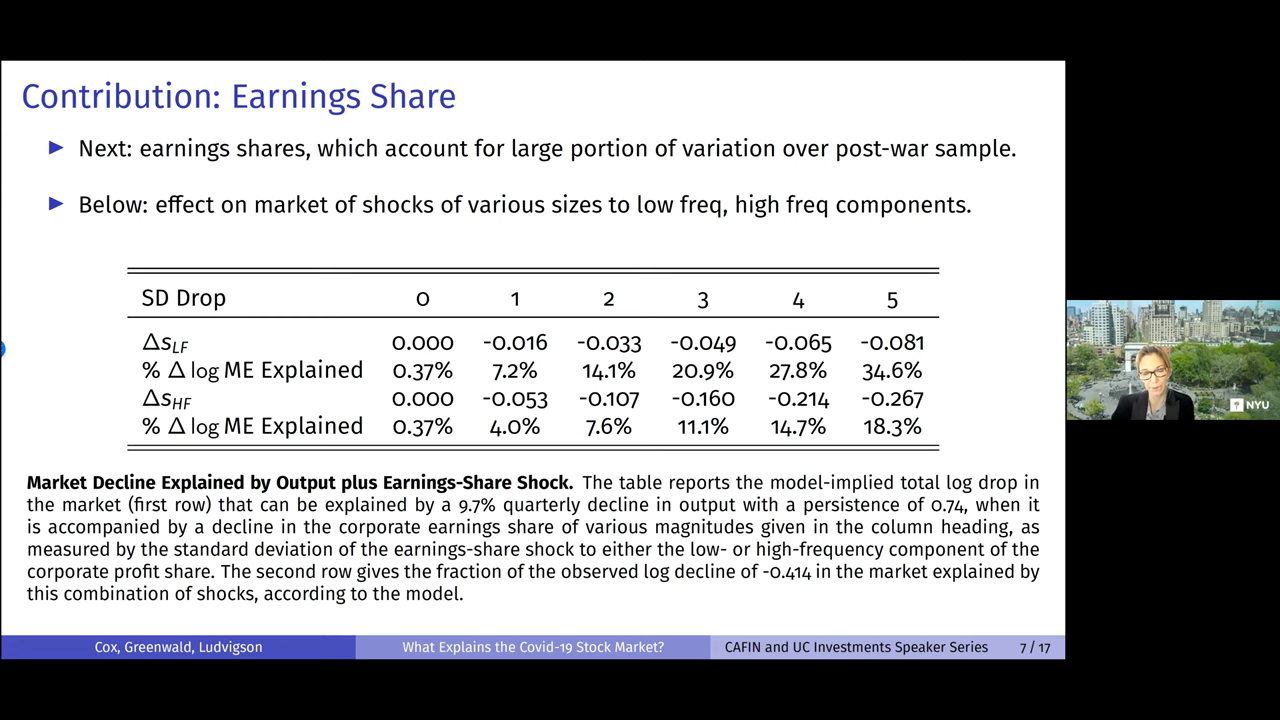 Contribution: Earnings Share
▶ Next: earnings shares, which account for large portion of variation over post-war sample.
▶ Below: effect on market of shocks of various sizes to low freq, high freq components.
SD Drop 0 1 2 3 4 5
Δs_LF 0.000 -0.016 -0.033 -0.049 -0.065 -0.081
% Δ log ME Explained 0.37% 7.2% 14.1% 20.9% 27.8% 34.6%
Δs_HF 0.000 -0.053 -0.107 -0.160 -0.214 -0.267
% Δ log ME Explained 0.37% 4.0% 7.6% 11.1% 14.7% 18.3%
Market Decline Explained by Output plus Earnings-Share Shock. The table reports the model-implied total log drop in
the market (first row) that can be explained by a 9.7% quarterly decline in output with a persistence of 0.74, when it
is accompanied by a decline in the corporate earnings share of various magnitudes given in the column heading, as
measured by the standard deviation of the earnings-share shock to either the low- or high-frequency component of the
corporate profit share. The second row gives the fraction of the observed log decline of -0.414 in the market explained by
this combination of shocks, according to the model.
Cox, Greenwald, Ludvigson What Explains the Covid-19 Stock Market? CAFIN and UC Investments Speaker Series 7 / 17
NYU